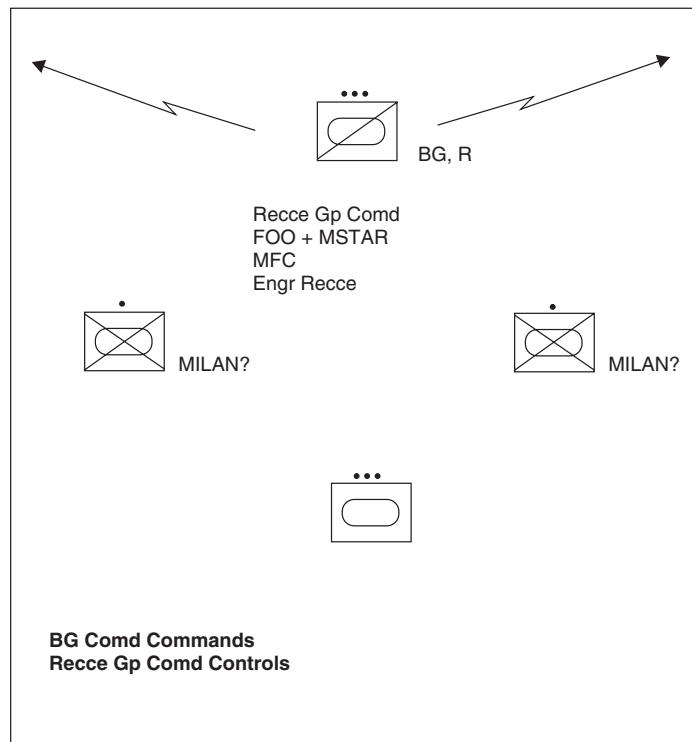 BG, R
Recce Gp Comd
FOO + MSTAR
MFC
Engr Recce
MILAN?
MILAN?
BG Comd Commands
Recce Gp Comd Controls